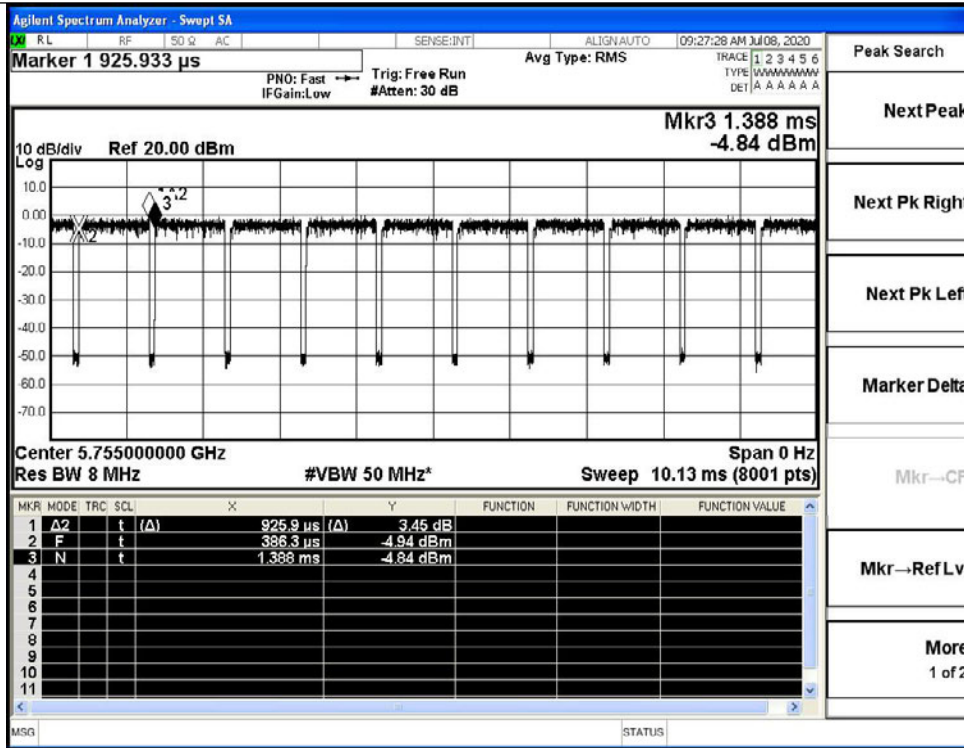 Agilent Spectrum Analyzer - Swept SA
RL RF 50 Ω AC SENSE:INT ALIGNAUTO 09:27:28 AM Jul08, 2020
Marker 1 925.933 µs
PNO: Fast
IFGain:Low
Trig: Free Run
#Atten: 30 dB
Avg Type: RMS
TRACE 1 2 3 4 5 6
TYPE WWWWWW
DET A A A A A A
Peak Search
Next Peak
Next Pk Right
Next Pk Left
Marker Delta
Mkr→CF
Mkr→Ref Lv
More
1 of 2
Mkr3 1.388 ms
-4.84 dBm
10 dB/div Ref 20.00 dBm
Log
10.0
0.00
-10.0
-20.0
-30.0
-40.0
-50.0
-60.0
-70.0
3
2
Center 5.755000000 GHz Span 0 Hz
Res BW 8 MHz #VBW 50 MHz* Sweep 10.13 ms (8001 pts)
MKR MODE TRC SCL X Y FUNCTION FUNCTION WIDTH FUNCTION VALUE
1 Δ2 t (Δ) 925.9 µs (Δ) 3.45 dB
2 F t 386.3 µs -4.94 dBm
3 N t 1.388 ms -4.84 dBm
4
5
6
7
8
9
10
11
MSG STATUS